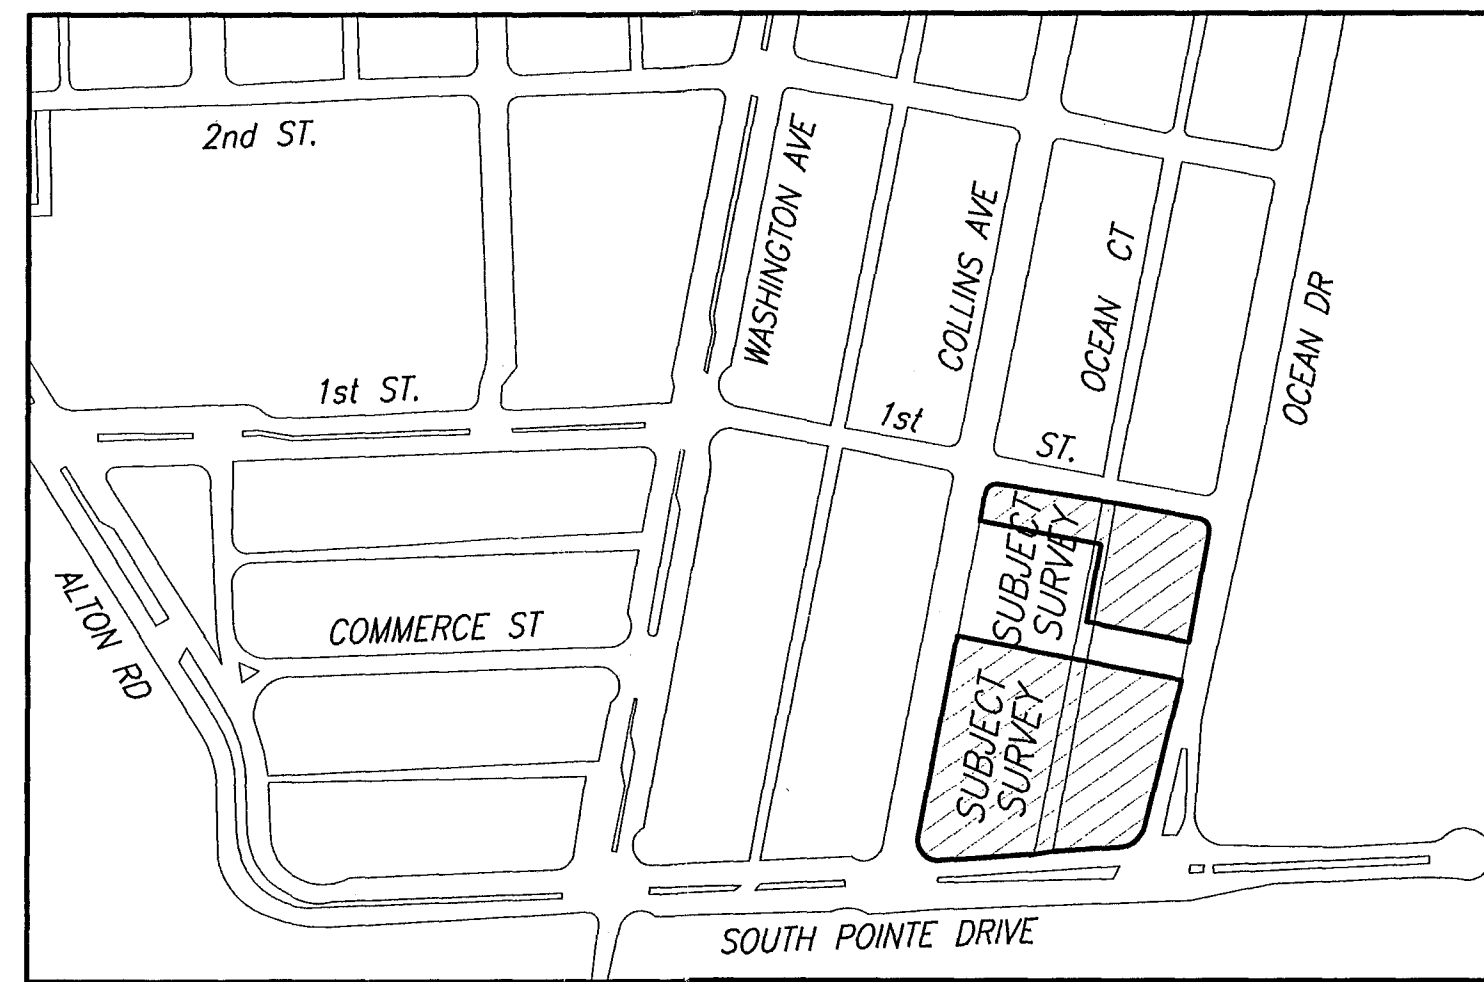 2nd ST.
WASHINGTON AVE
COLLINS AVE
OCEAN CT
OCEAN DR
1st ST.
1st
ST.
SUBJECT
SURVEY
ALTON RD
COMMERCE ST
SUBJECT
SURVEY
SOUTH POINTE DRIVE